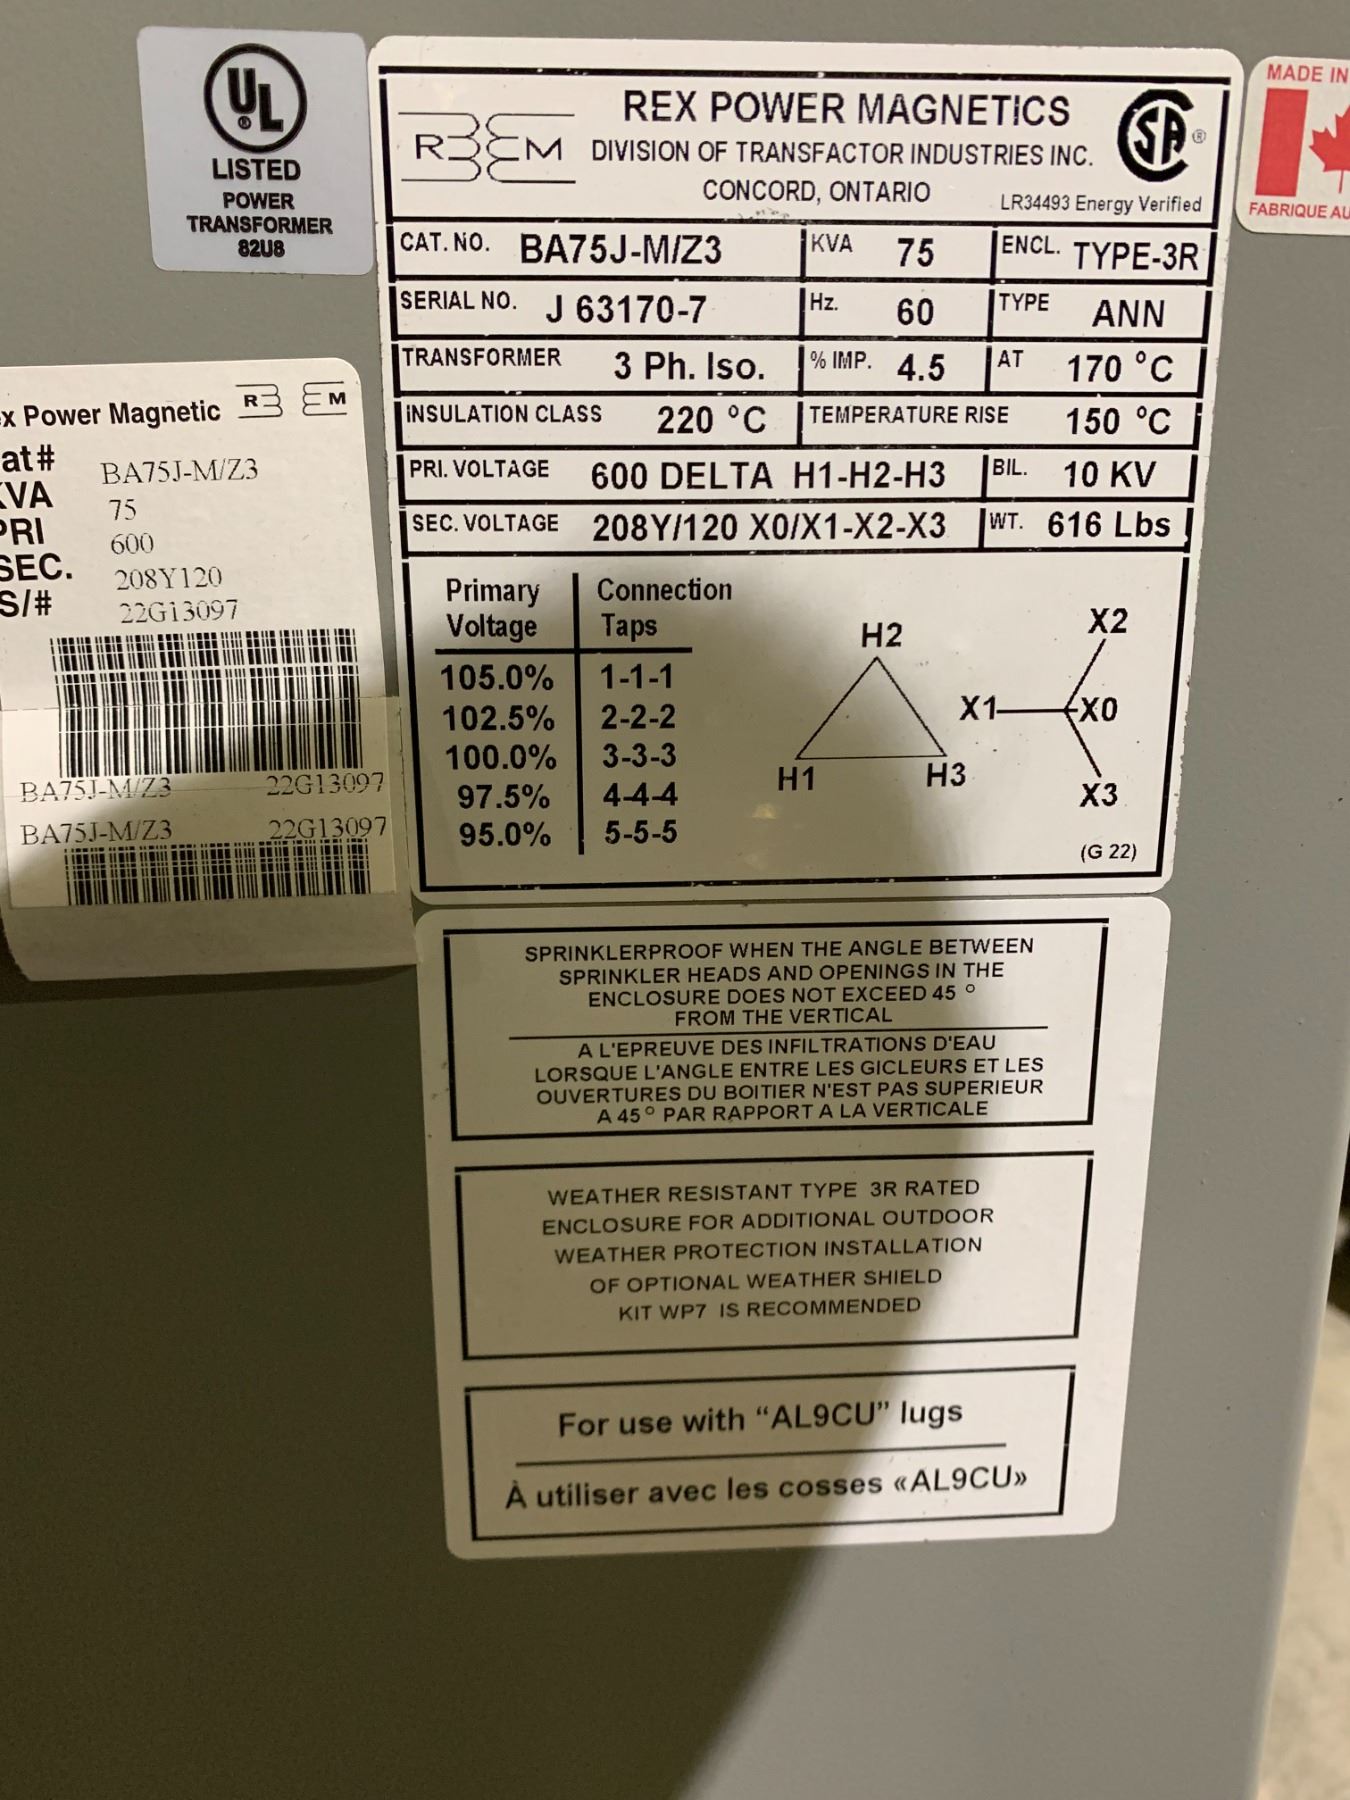 UL
LISTED
POWER
TRANSFORMER
82U8
REM
REX POWER MAGNETICS
DIVISION OF TRANSFACTOR INDUSTRIES INC.
CONCORD, ONTARIO
SA ®
LR34493 Energy Verified
MADE IN
FABRIQUE AU
CAT. NO. BA75J-M/Z3 KVA 75 ENCL. TYPE-3R
SERIAL NO. J 63170-7 Hz. 60 TYPE ANN
TRANSFORMER 3 Ph. Iso. % IMP. 4.5 AT 170 °C
INSULATION CLASS 220 °C TEMPERATURE RISE 150 °C
PRI. VOLTAGE 600 DELTA H1-H2-H3 BIL. 10 KV
SEC. VOLTAGE 208Y/120 X0/X1-X2-X3 WT. 616 Lbs
Primary Voltage Connection Taps
105.0% 1-1-1
102.5% 2-2-2
100.0% 3-3-3
97.5% 4-4-4
95.0% 5-5-5
H2
H1 H3
X2
X1 X0
X3
(G 22)
ex Power Magnetic REM
at# BA75J-M/Z3
KVA 75
PRI 600
SEC. 208Y120
S/# 22G13097
BA75J-M/Z3 22G13097
BA75J-M/Z3 22G13097
SPRINKLERPROOF WHEN THE ANGLE BETWEEN
SPRINKLER HEADS AND OPENINGS IN THE
ENCLOSURE DOES NOT EXCEED 45 °
FROM THE VERTICAL
A L'EPREUVE DES INFILTRATIONS D'EAU
LORSQUE L'ANGLE ENTRE LES GICLEURS ET LES
OUVERTURES DU BOITIER N'EST PAS SUPERIEUR
A 45° PAR RAPPORT A LA VERTICALE
WEATHER RESISTANT TYPE 3R RATED
ENCLOSURE FOR ADDITIONAL OUTDOOR
WEATHER PROTECTION INSTALLATION
OF OPTIONAL WEATHER SHIELD
KIT WP7 IS RECOMMENDED
For use with “AL9CU” lugs
À utiliser avec les cosses «AL9CU»